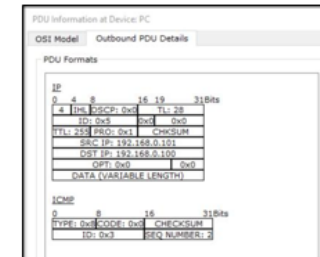 PDU Information at Device: PC
OSI Model Outbound PDU Details
PDU Formats
IP
0 4 8 16 19 31Bits
4 IHL DSCP: 0x0 TL: 28
ID: 0x5 0x0 0x0
TTL: 255 PRO: 0x1 CHKSUM
SRC IP: 192.168.0.101
DST IP: 192.168.0.100
OPT: 0x0 0x0
DATA (VARIABLE LENGTH)
ICMP
0 8 16 31Bits
TYPE: 0x8 CODE: 0x0 CHECKSUM
ID: 0x3 SEQ NUMBER: 2